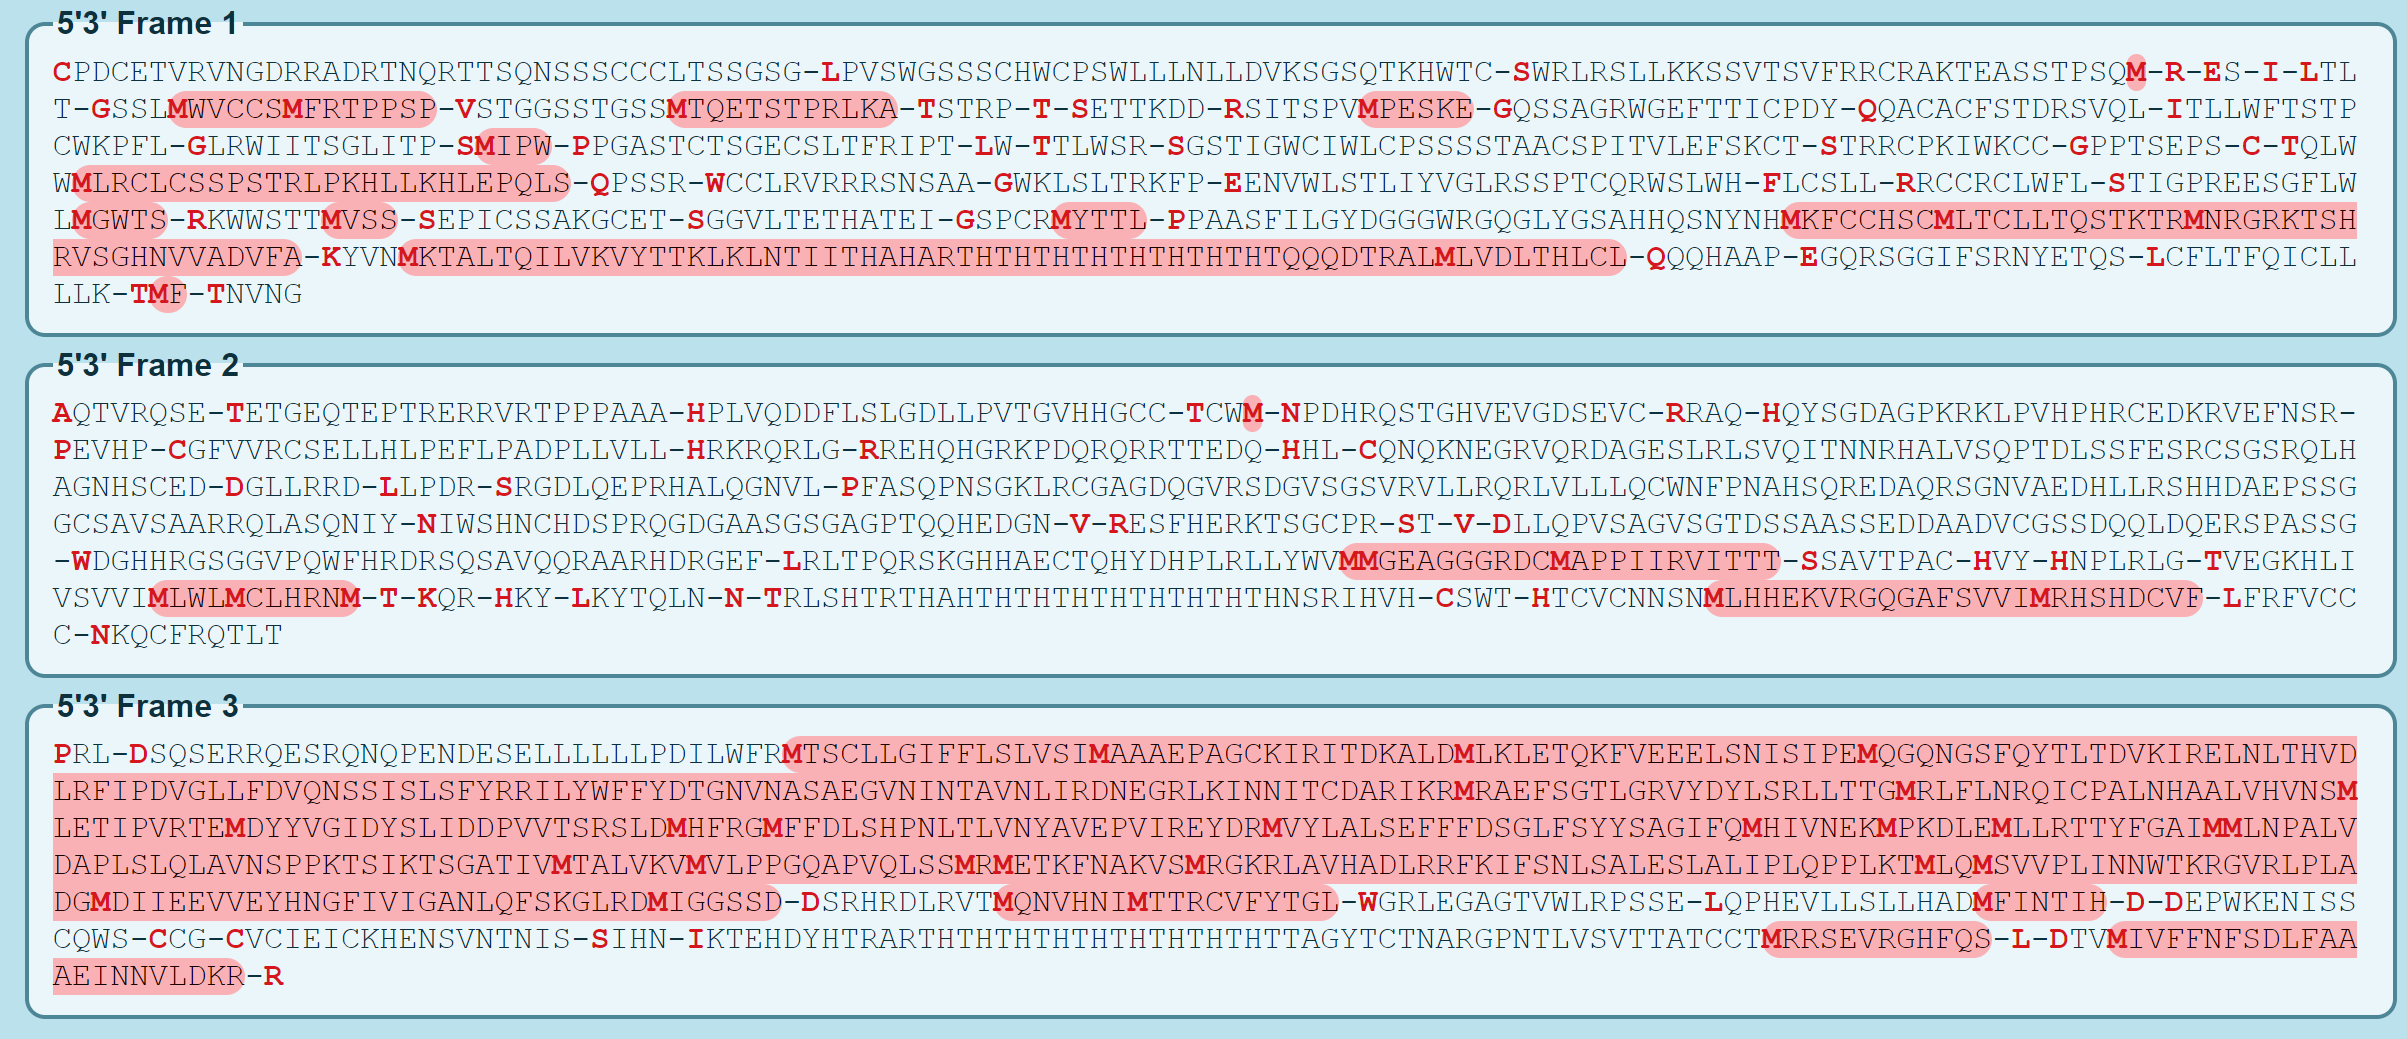 5'3' Frame 1
CPDCETVRVNGDRRADRTNQRTTSQNSSSCCCLTSSGSG-LPVSWGSSSCHWCPSWLLLNLLDVKSGSQTKHWTC-SWRLRSLLKKSSVTSVFRRCRAKTEASSTPSQM-R-ES-I-LTL
T-GSSLMWVCCSMFRTPPSP-VSTGGSSTGSSMTQETSTPRLKA-TSTRP-T-SETTKDD-RSITSPVMPESKE-GQSSAGRWGEFTTICPDY-QQACACFSTDRSVQL-ITLLWFTSTP
CWKPFL-GLRWIITSGLITP-SMIPW-PPGASTCTSGECSLTFRIPT-LW-TTLWSR-SGSTIGWCIWLCPSSSSTAACSPITVLEFSKCT-STRRCPKIWKCC-GPPTSEPS-C-TQLW
WMLRCLCSSPSTRLPKHLLKHLEPQLS-QPSSR-WCCLRVRRRSNSAA-GWKLSLTRKFP-EENVWLSTLIYVGLRSSPTCQRWSLWH-FLCSLL-RRCCRCLWFL-STIGPREESGFLW
LMGWTS-RKWWSTTMVSS-SEPICSSAKGCET-SGGVLTETHATEI-GSPCRMYTTL-PPAASFILGYDGGGWRGQGLYGSAHHQSNYNHMKFCCHSCMLTCLLTQSTKTRMNRGRKTSH
RVSGHNVVADVFA-KYVNMKTALTQILVKVYTTKLKLNTIITHAHARTHTHTHTHTHTHTHTQQQDTRALMLVDLTHLCL-QQQHAAP-EGQRSGGIFSRNYETQS-LCFLTFQICLL
LLK-TMF-TNVNG
5'3' Frame 2
AQTVRQSE-TETGEQTEPTRERRVRTPPPAAA-HPLVQDDFLSLGDLLPVTGVHHGCC-TCWM-NPDHRQSTGHVEVGDSEVC-RRAQ-HQYSGDAGPKRKLPVHPHRCEDKRVEFNSR-
PEVHP-CGFVVRCSELLHLPEFLPADPLLVLL-HRKRQRLG-RREHQHGRKPDQRQRRTTEDQ-HHL-CQNQKNEGRVQRDAGESLRLSVQITNNRHALVSQPTDLSSFESRCSGSRQLH
AGNHSCED-DGLLRRD-LLPDR-SRGDLQEPRHALQGNVL-PFASQPNSGKLRCGAGDQGVRSDGVSGSVRVLLRQRLVLLLQCWNFPNAHSQREDAQRSGNVAEDHLLRSHHDAEPSSG
GCSAVSAARRQLASQNIY-NIWSHNCHDSPRQGDGAASGSGAGPTQQHEDGN-V-RESFHERKTSGCPR-ST-V-DLLQPVSAGVSGTDSSAASSEDDAADVCGSSDQQLDQERSPASSG
-WDGHHRGSGGVPQWFHRDRSQSAVQQRAARHDRGEF-LRLTPQRSKGHHAECTQHYDHPLRLLYWVMMGEAGGGRDCMAPPIIRVITTT-SSAVTPAC-HVY-HNPLRLG-TVEGKHLI
VSVVIMLWLMCLHRNM-T-KQR-HKY-LKYTQLN-N-TRLSHTRTHAHTHTHTHTHTHTHTHNSRIHVH-CSWT-HTCVCNNSNMLHHEKVRGQGAFSVVIMRHSHDCVF-LFRFVCC
C-NKQCFRQTLT
5'3' Frame 3
PRL-DSQSERRQESRQNQPENDESELLLLLLPDILWFRMTSCLLGIFFLSLVSIMAAAEPAGCKIRITDKALDMLKLETQKFVEEELSNISIPEMQGQNGSFQYTLTDVKIRELNLTHVD
LRFIPDVGLLFDVQNSSISLSFYRRILYWFFYDTGNVNASAEGVNINTAVNLIRDNEGRLKINNITCDARIKRMRAEFSGTLGRVYDYLSRLLTTGMRLFLNRQICPALNHAALVHVNSM
LETIPVRTEMDYYVGIDYSLIDDPVVTSRSLDMHFRGMFFDLSHPNLTLVNYAVEPVIREYDRMVYLALSEFFFDSGLFSYYSAGIFQMHIVNEKMPKDLEMLLRTTYFGAIMMLNPALV
DAPLSLQLAVNSPPKTSIKTSGATIVMTALVKVMVLPPGQAPVQLSSMRMETKFNAKVSMRGKRLAVHADLRRFKIFSNLSALESLALIPLQPPLKTMLQMSVVPLINNWTKRGVRLPLA
DGMDIIEEVVEYHNGFIVIGANLQFSKGLRDMIGGSSD-DSRHRDLRVTMQNVHNIMTTRCVFYTGL-WGRLEGAGTVWLRPSSE-LQPHEVLLSLLHADMFINTIH-D-DEPWKENISS
CQWS-CCG-CVCIEICKHENSVNTNIS-SIHN-IKTEHDYHTRARTHTHTHTHTHTHTHTHTTAGYTCTNARGPNTLVSVTTATCCTMRRSEVRGHFQS-L-DTVMIVFFNFSDLFAA
AEINNVLDKR-R